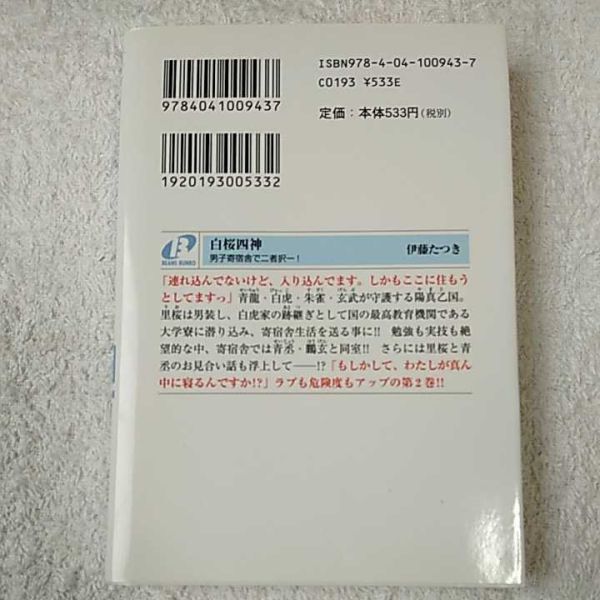 ISBN978-4-04-100943-7
C0193 ¥533E
定価：本体533円（税別）
9784041009437
1920193005332
BEANS BUNKO
白桜四神
男子寄宿舎で二者択一！
伊藤たつき
「連れ込んでないけど、入り込んでます。しかもここに住もう
としてますっ」青龍・白虎・朱雀・玄武が守護する陽真乙国。
里桜は男装し、白虎家の跡継ぎとして国の最高教育機関である
大学寮に潜り込み、寄宿舎生活を送る事に!! 勉強も実技も絶
望的な中、寄宿舎では青丞・鶴玄と同室!! さらには里桜と青
丞のお見合い話も浮上して――!?「もしかして、わたしが真ん
中に寝るんですか!?」ラブも危険度もアップの第2巻!!